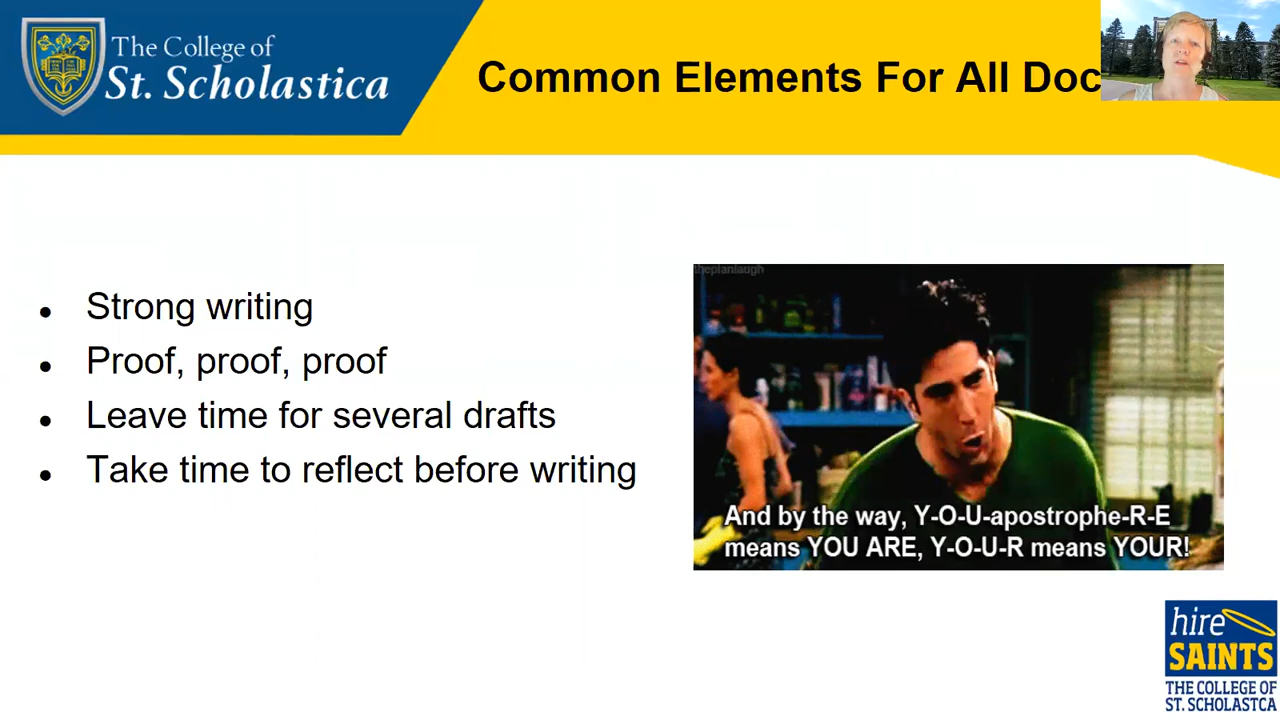 The College of
St. Scholastica
Common Elements For All Doc
Strong writing
Proof, proof, proof
Leave time for several drafts
Take time to reflect before writing
theplanlaugh
And by the way, Y-O-U-apostrophe-R-E
means YOU ARE, Y-O-U-R means YOUR!
hire
SAINTS
THE COLLEGE OF
ST. SCHOLASTCA